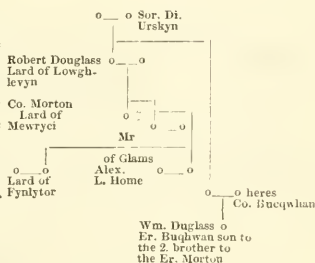 o o Sor. Di.
Urskyn
Robert Douglass o o
Lard of Lowgh-
levyn
Co. Morton
Lard of o
Mewryci o o
Mr
of Glams
o o Alex. o o
Lard of L. Home
Fynlytor
o o heres
Co. Bucqwhan
Wm. Duglass o
Er. Buqhwan son to
the 2. brother to
the Er. Morton